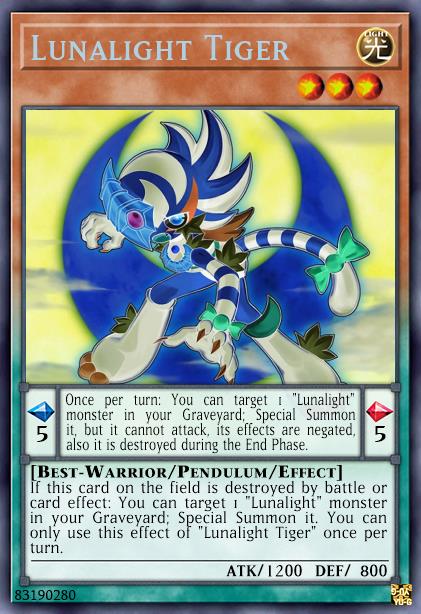 LUNALIGHT TIGER
LIGHT
光
Once per turn: You can target 1 "Lunalight"
monster in your Graveyard; Special Summon
it, but it cannot attack, its effects are negated,
also it is destroyed during the End Phase.
5
5
[BEST-WARRIOR/PENDULUM/EFFECT]
If this card on the field is destroyed by battle or
card effect: You can target 1 "Lunalight" monster
in your Graveyard; Special Summon it. You can
only use this effect of "Lunalight Tiger" once per
turn.
ATK/1200 DEF/ 800
83190280